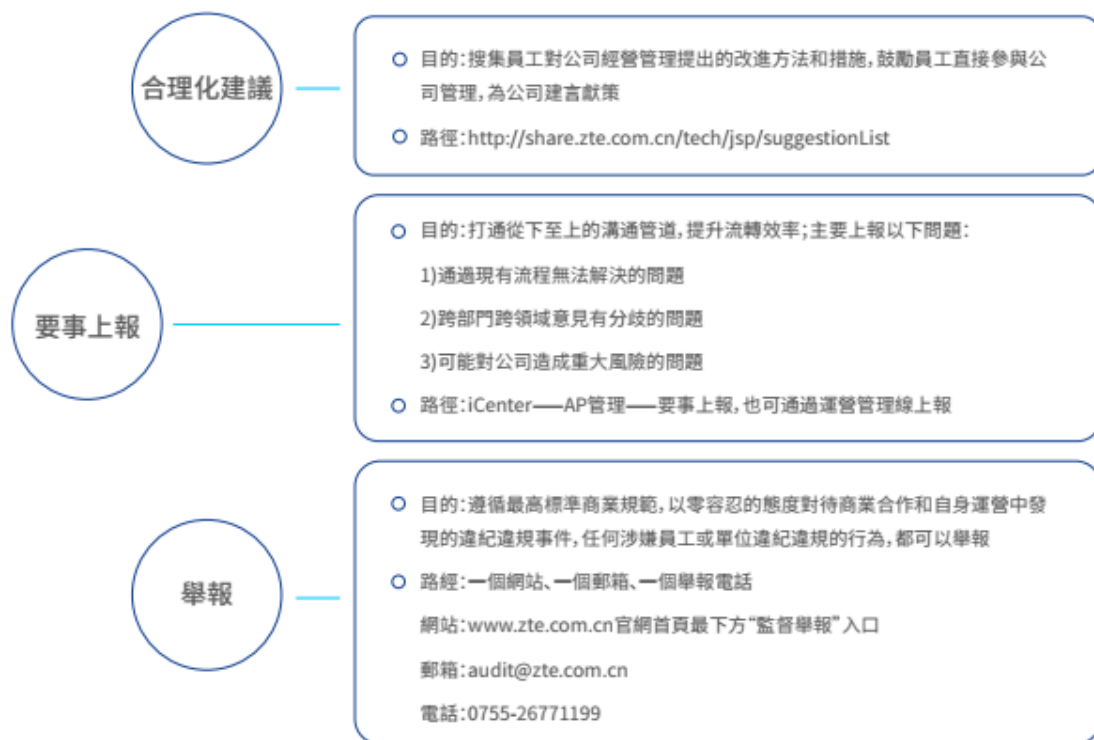 合理化建議
目的：搜集員工對公司經營管理提出的改進方法和措施，鼓勵員工直接參與公
司管理，為公司建言獻策
路徑：http://share.zte.com.cn/tech/jsp/suggestionList
要事上報
目的：打通從下至上的溝通管道，提升流轉效率；主要上報以下問題：
1)通過現有流程無法解決的問題
2)跨部門跨領域意見有分歧的問題
3)可能對公司造成重大風險的問題
路徑：iCenter——AP管理——要事上報，也可通過運營管理線上報
舉報
目的：遵循最高標準商業規範，以零容忍的態度對待商業合作和自身運營中發
現的違紀違規事件，任何涉嫌員工或單位違紀違規的行為，都可以舉報
路經：一個網站、一個郵箱、一個舉報電話
網站：www.zte.com.cn官網首頁最下方“監督舉報”入口
郵箱：audit@zte.com.cn
電話：0755-26771199